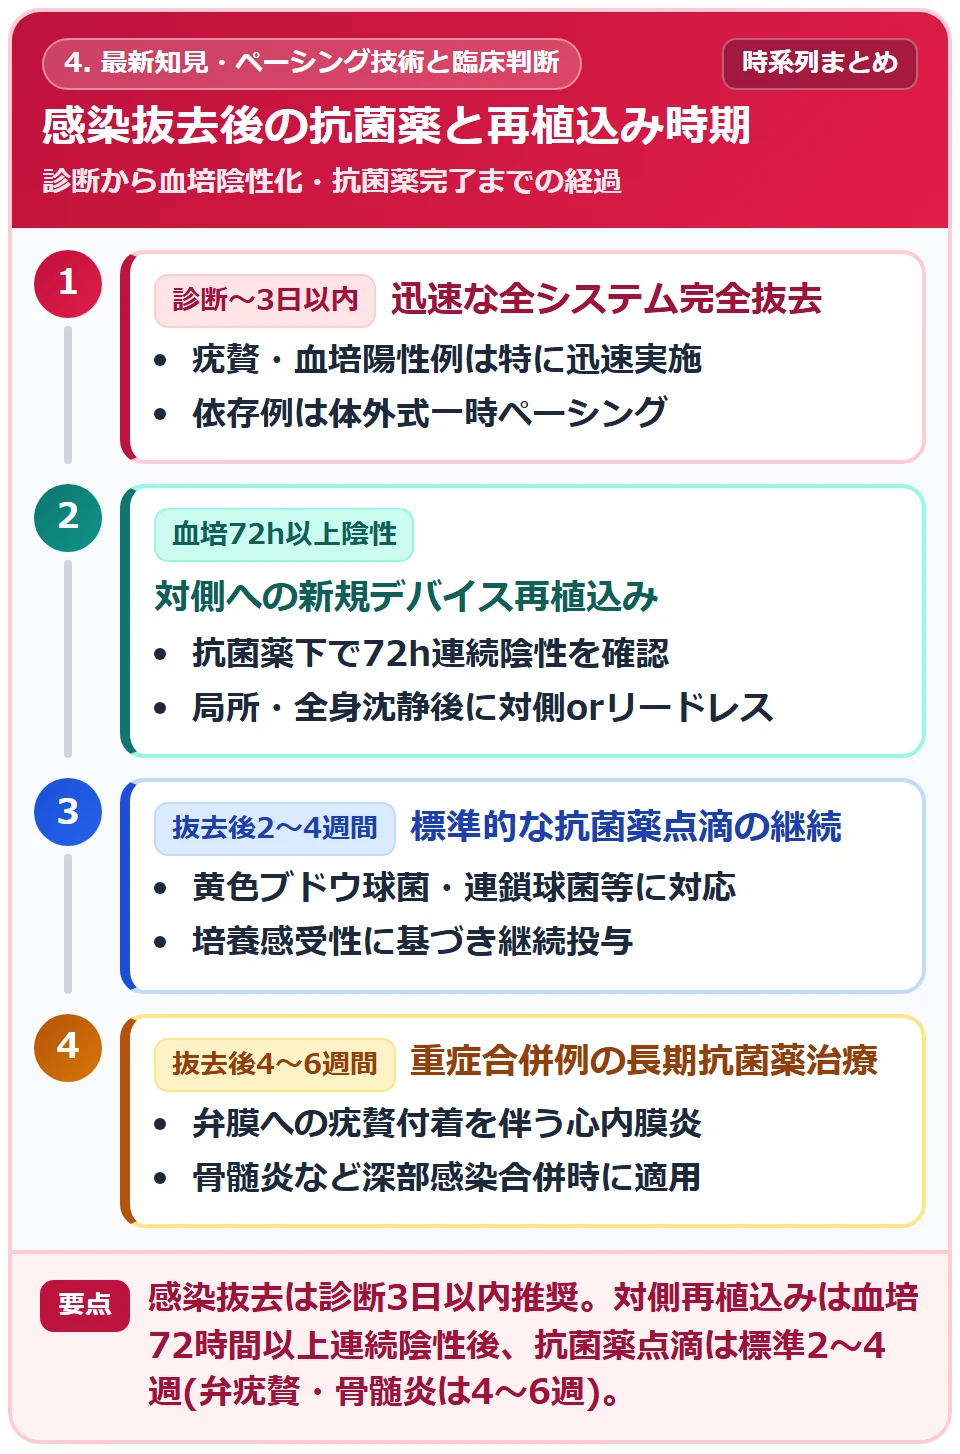 4. 最新知見・ペーシング技術と臨床判断
時系列まとめ
感染抜去後の抗菌薬と再植込み時期
診断から血培陰性化・抗菌薬完了までの経過
1
診断〜3日以内
迅速な全システム完全抜去
• 疣贅・血培陽性例は特に迅速実施
• 依存例は体外式一時ペーシング
2
血培72h以上陰性
対側への新規デバイス再植込み
• 抗菌薬下で72h連続陰性を確認
• 局所・全身沈静後に対側orリードレス
3
抜去後2〜4週間
標準的な抗菌薬点滴の継続
• 黄色ブドウ球菌・連鎖球菌等に対応
• 培養感受性に基づき継続投与
4
抜去後4〜6週間
重症合併例の長期抗菌薬治療
• 弁膜への疣贅付着を伴う心内膜炎
• 骨髄炎など深部感染合併時に適用
要点
感染抜去は診断3日以内推奨。対側再植込みは血培
72時間以上連続陰性後、抗菌薬点滴は標準2〜4
週(弁疣贅・骨髄炎は4〜6週)。